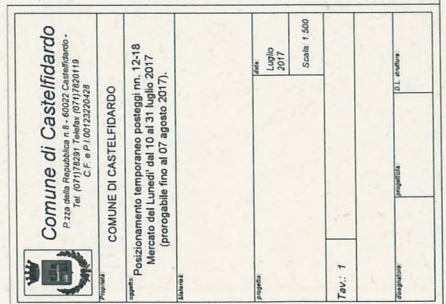 Comune di Castelfidardo
P.zza della Repubblica n.8 - 60022 Castelfidardo -
Tel. (071)78291 Telefax (071)7820119
C.F. e P.I.00123220428
Proprietà:
COMUNE DI CASTELFIDARDO
oggetto:
Posizionamento temporaneo posteggi nn. 12-18
Mercato del Lunedi' dal 10 al 31 luglio 2017
(prorogabile fino al 07 agosto 2017).
Materiali:
progetto:
data:
Luglio
2017
Scala: 1:500
Tav.: 1
disegnatore:
progettista:
D.L. strutture: